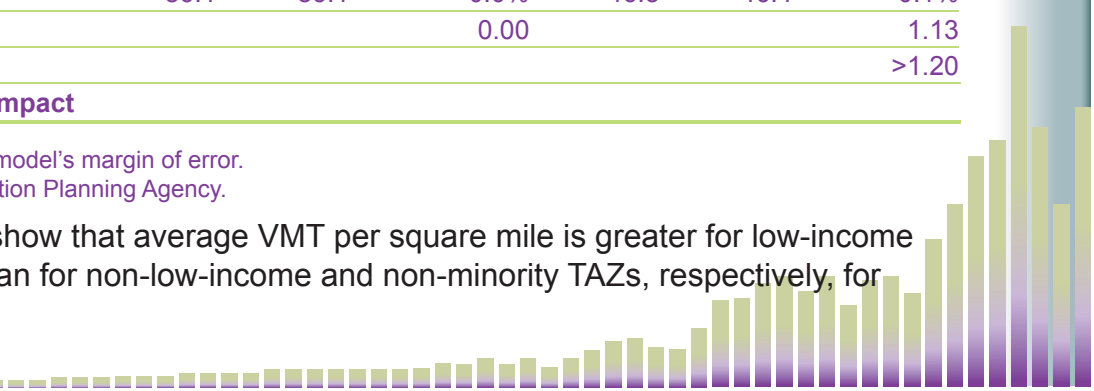 0.00 1.13
>1.20
mpact
model’s margin of error.
tion Planning Agency.
show that average VMT per square mile is greater for low-income
an for non-low-income and non-minority TAZs, respectively, for